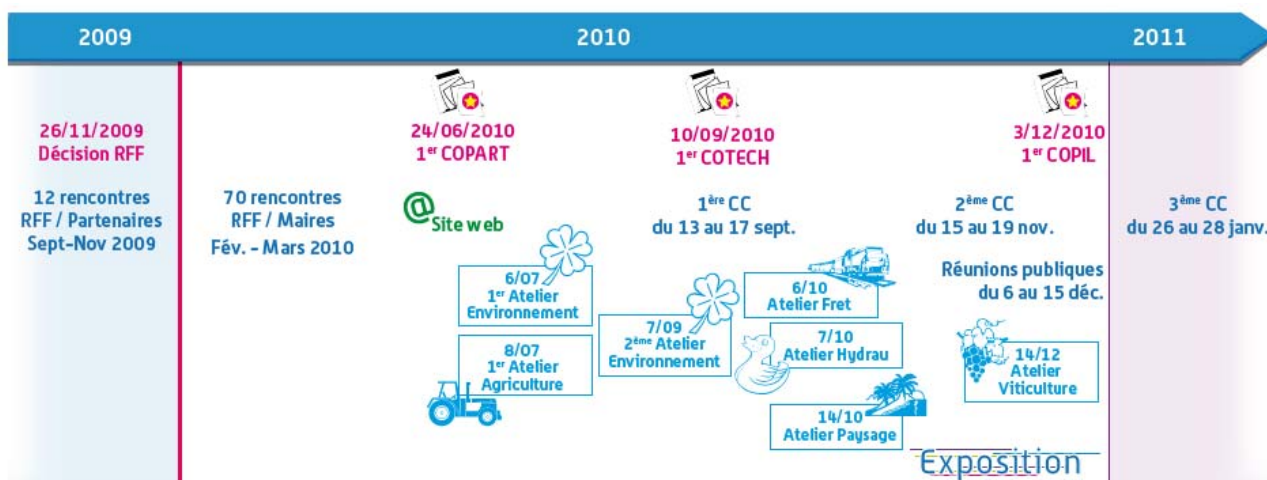 2009
2010
2011
26/11/2009
Décision RFF
12 rencontres
RFF / Partenaires
Sept-Nov 2009
70 rencontres
RFF / Maires
Fév. - Mars 2010
24/06/2010
1er COPART
@ Site web
6/07
1er Atelier
Environnement
8/07
1er Atelier
Agriculture
10/09/2010
1er COTECH
1ère CC
du 13 au 17 sept.
7/09
2ème Atelier
Environnement
6/10
Atelier Fret
7/10
Atelier Hydrau
14/10
Atelier Paysage
3/12/2010
1er COPIL
2ème CC
du 15 au 19 nov.
Réunions publiques
du 6 au 15 déc.
14/12
Atelier
Viticulture
Exposition
3ème CC
du 26 au 28 janv.